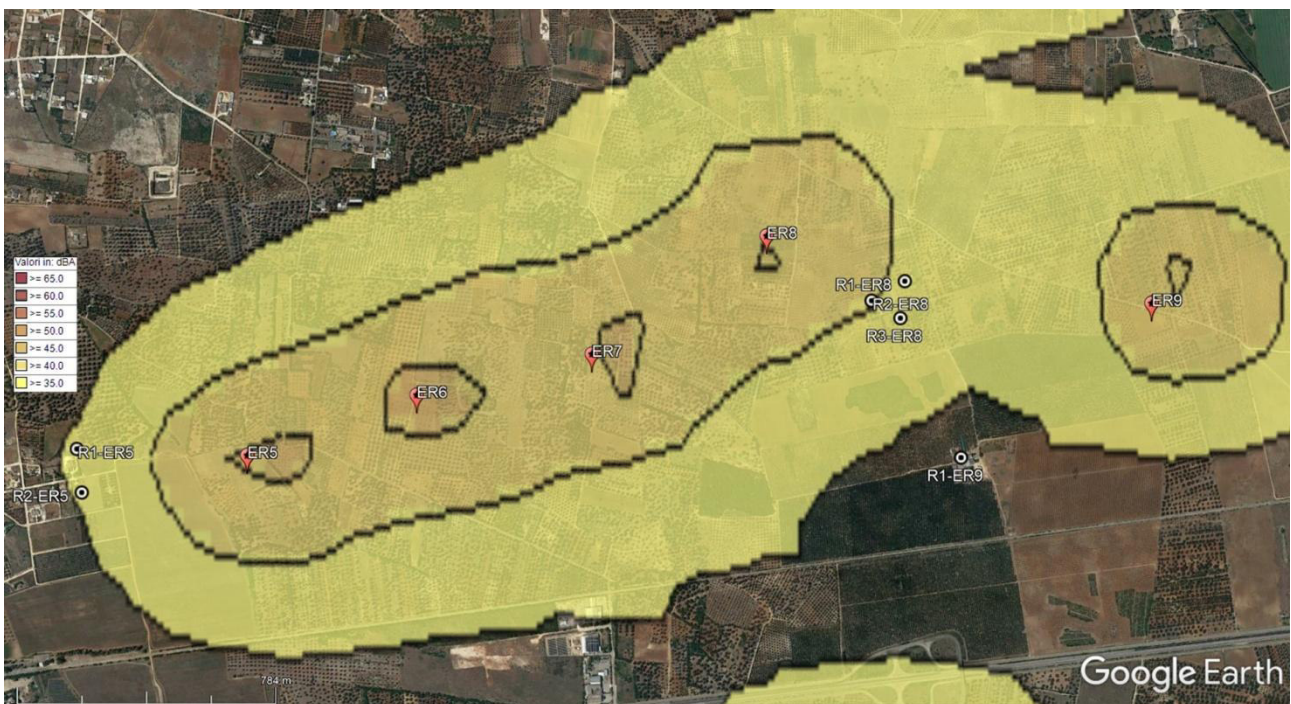 ER8
Valori in: dBA
>= 65.0
>= 60.0
>= 55.0
>= 50.0
>= 45.0
>= 40.0
>= 35.0
R1-ER8
R2-ER8
ER9
R3-ER8
ER7
ER6
R1-ER5
ER5
R1-ER9
R2-ER5
784 m
Google Earth